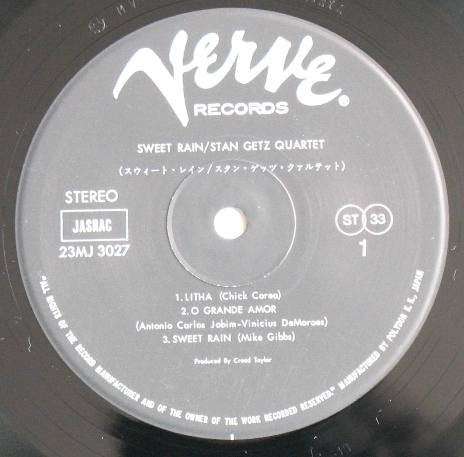 Verve®
RECORDS
SWEET RAIN/STAN GETZ QUARTET
(スウィート・レイン/スタン・ゲッツ・クァルテット)
STEREO
JASRAC
23MJ 3027
ST 33
1
1. LITHA (Chick Corea)
2. O GRANDE AMOR
(Antonio Carlos Jobim-Vinicius DeMoraes)
3. SWEET RAIN (Mike Gibbs)
Produced By Creed Taylor
"ALL RIGHTS OF THE RECORD MANUFACTURER AND OF THE OWNER OF THE WORK RECORDED RESERVED." MANUFACTURED BY POLYDOR K.K., JAPAN